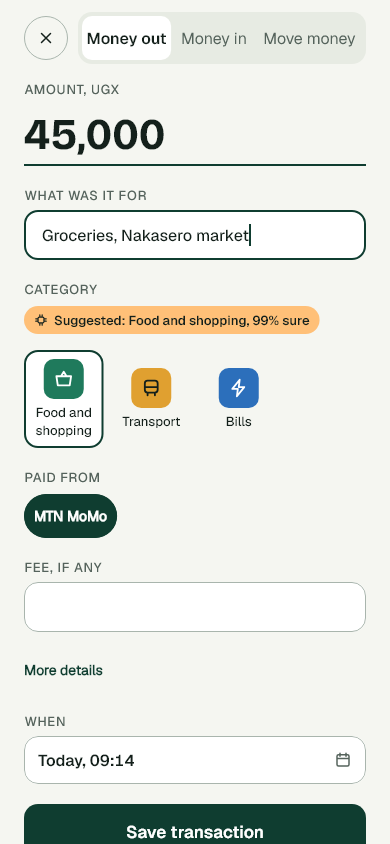 Money out Money in Move money
AMOUNT, UGX
45,000
WHAT WAS IT FOR
Groceries, Nakasero market
CATEGORY
Suggested: Food and shopping, 99% sure
Food and
shopping
Transport
Bills
PAID FROM
MTN MoMo
FEE, IF ANY
More details
WHEN
Today, 09:14
Save transaction